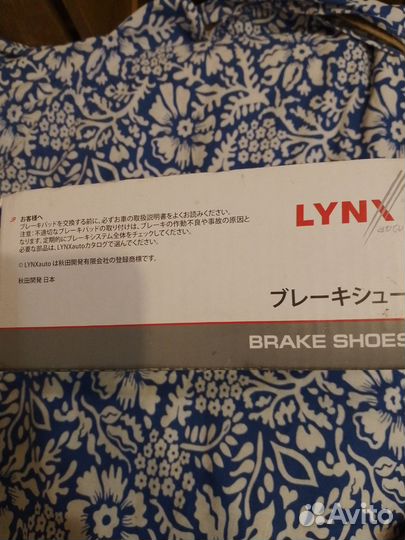 お客様へ
ブレーキパッドを交換する前に、必ずお車の取扱説明書をよくお読みください。
注意: 不適切なブレーキパッドの取り付けは、ブレーキの作動不良や事故の原因と
なります。定期的にブレーキシステム全体をチェックしてください。
必要な部品は、LYNXautoカタログで選んでください。
© LYNXauto は秋田開発有限会社の登録商標です。
秋田開発 日本
LYNX
ブレーキシュー
BRAKE SHOES
Avito